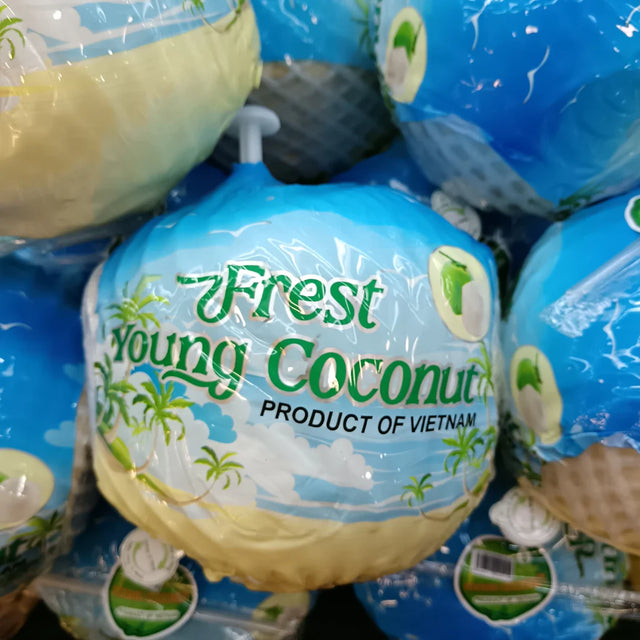 Frest
Young Coconut
PRODUCT OF VIETNAM